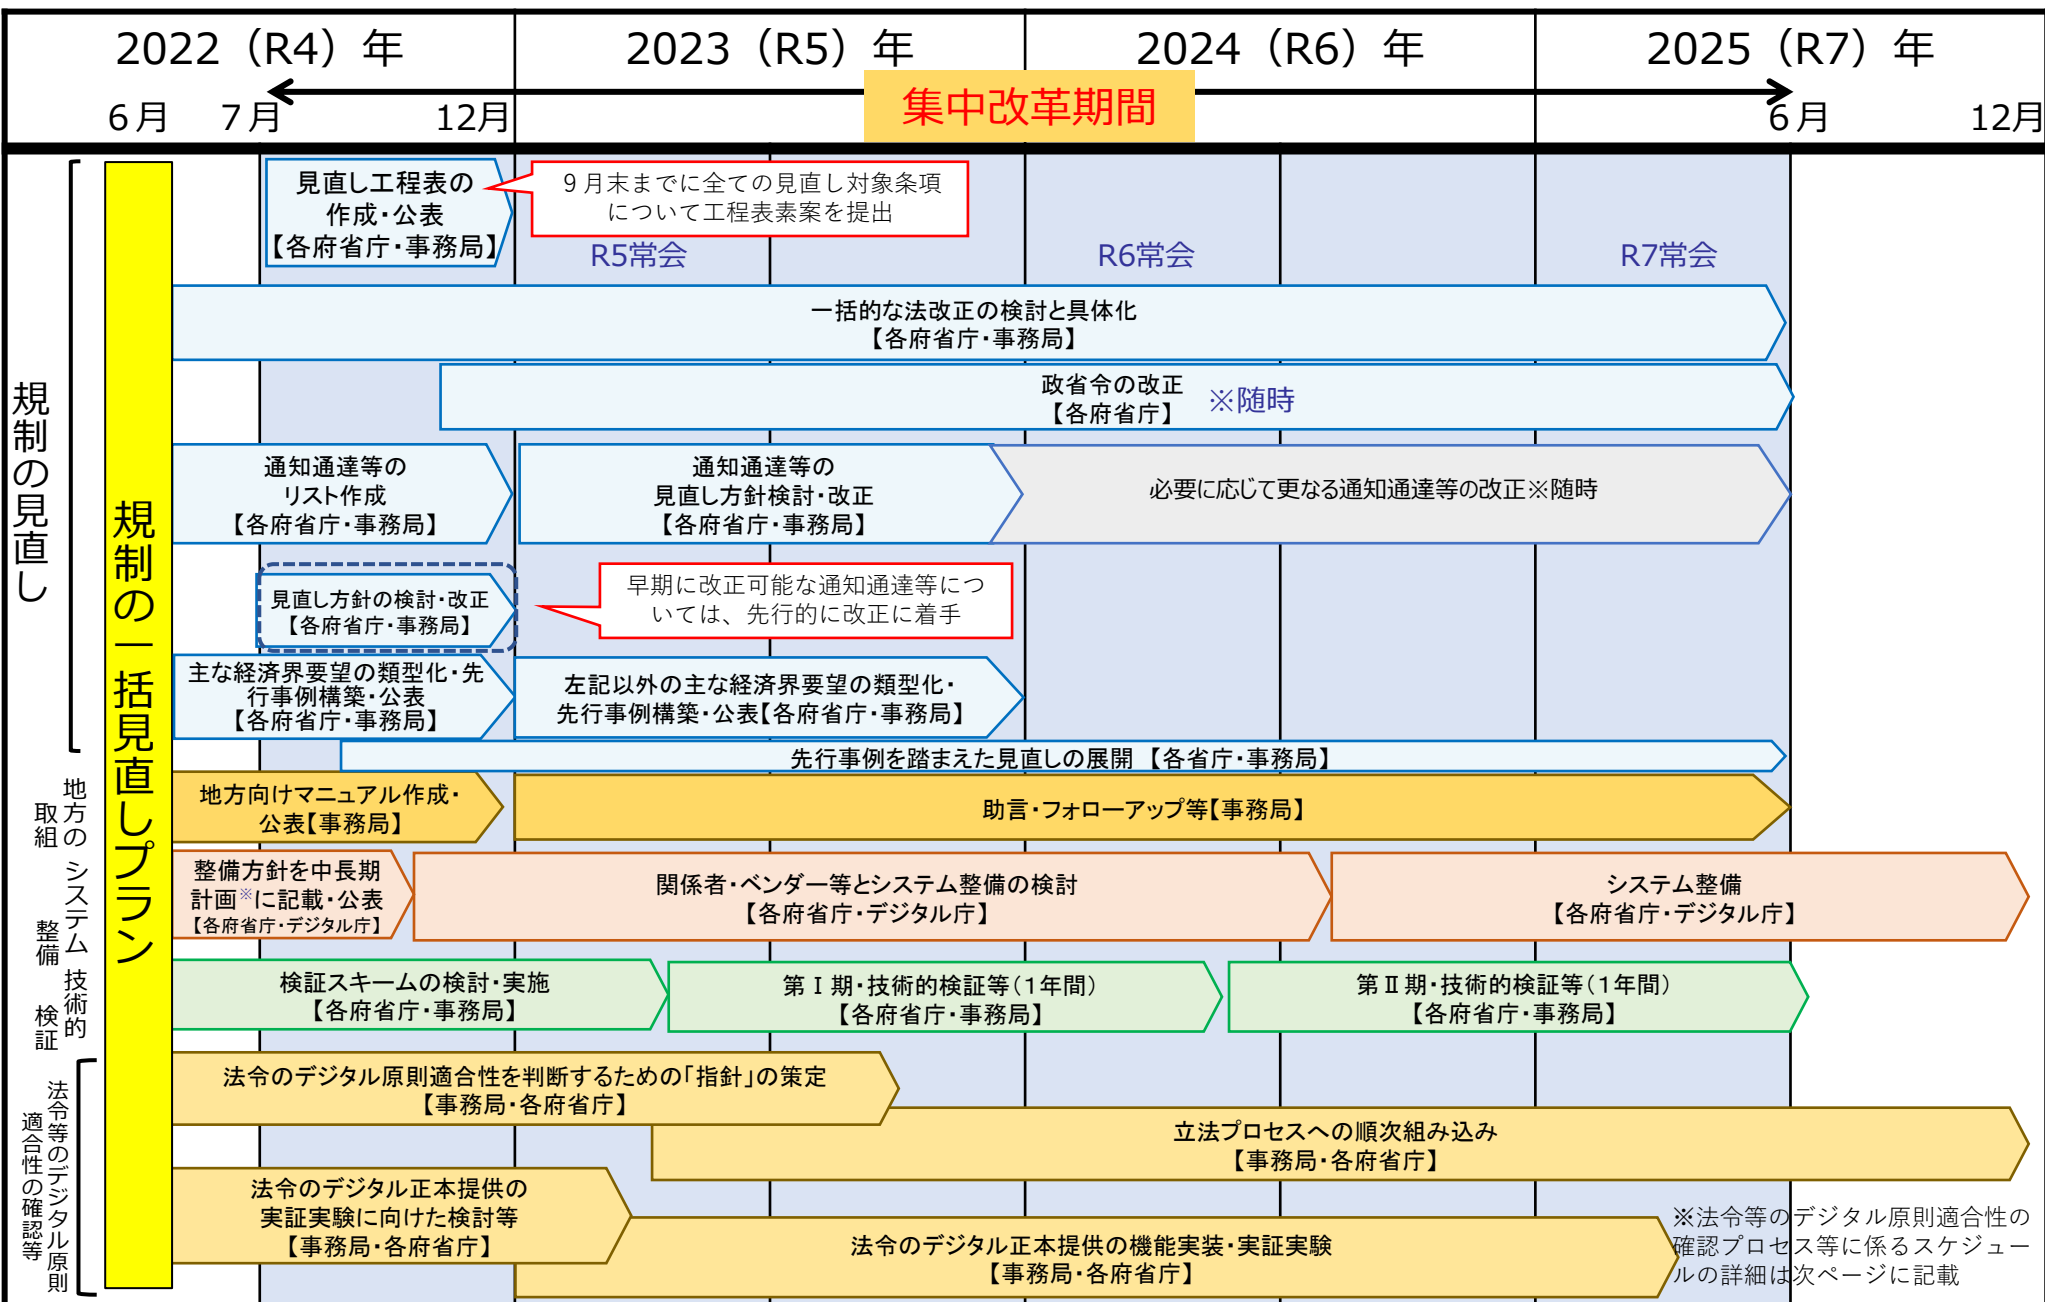 2022（R4）年
2023（R5）年
2024（R6）年
2025（R7）年
集中改革期間
６月
７月
12月
６月
12月
規制の見直し
規制の一括見直しプラン
見直し工程表の
作成・公表
【各府省庁・事務局】
９月末までに全ての見直し対象条項
について工程表素案を提出
R5常会
R6常会
R7常会
一括的な法改正の検討と具体化
【各府省庁・事務局】
政省令の改正
【各府省庁】
※随時
通知通達等の
リスト作成
【各府省庁・事務局】
通知通達等の
見直し方針検討・改正
【各府省庁・事務局】
必要に応じて更なる通知通達等の改正※随時
見直し方針の検討・改正
【各府省庁・事務局】
早期に改正可能な通知通達等につ
いては、先行的に改正に着手
主な経済界要望の類型化・先
行事例構築・公表
【各府省庁・事務局】
左記以外の主な経済界要望の類型化・
先行事例構築・公表【各府省庁・事務局】
先行事例を踏まえた見直しの展開 【各省庁・事務局】
地方の
取組
地方向けマニュアル作成・
公表【事務局】
助言・フォローアップ等【事務局】
システム
整備
整備方針を中長期
計画※に記載・公表
【各府省庁・デジタル庁】
関係者・ベンダー等とシステム整備の検討
【各府省庁・デジタル庁】
システム整備
【各府省庁・デジタル庁】
技術的
検証
検証スキームの検討・実施
【各府省庁・事務局】
第Ⅰ期・技術的検証等（１年間）
【各府省庁・事務局】
第Ⅱ期・技術的検証等（１年間）
【各府省庁・事務局】
法令等のデジタル原則
適合性の確認等
法令のデジタル原則適合性を判断するための「指針」の策定
【事務局・各府省庁】
立法プロセスへの順次組み込み
【事務局・各府省庁】
法令のデジタル正本提供の
実証実験に向けた検討等
【事務局・各府省庁】
法令のデジタル正本提供の機能実装・実証実験
【事務局・各府省庁】
※法令等のデジタル原則適合性の
確認プロセス等に係るスケジュー
ルの詳細は次ページに記載